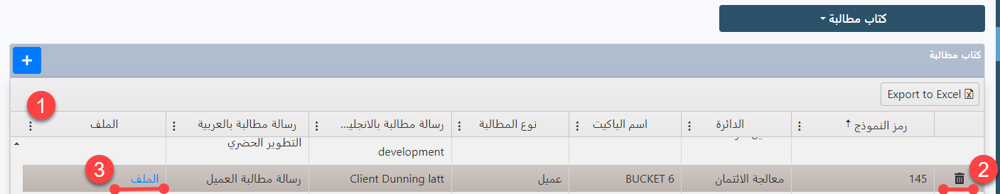 كتاب مطالبة
كتاب مطالبة
+
Export to Excel
1
رمز النموذج
الدائرة
اسم الباكيت
نوع المطالبة
رسالة مطالبة بالانجليـ...
رسالة مطالبة بالعربية
الملف
development
التطوير الحضري
2
145
معالجة الائتمان
BUCKET 6
عميل
Client Dunning latt
رسالة مطالبة العميل
الملف
3